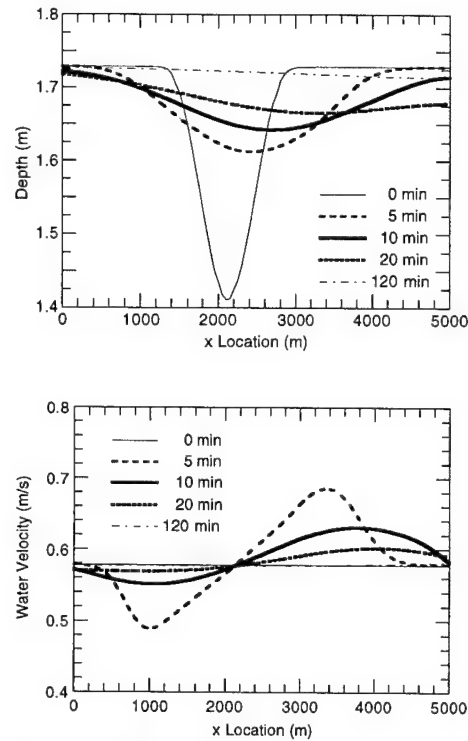 1.8
1.7
1.6
1.5
1.4
Depth (m)
0 min
5 min
10 min
20 min
120 min
0 1000 2000 3000 4000 5000
x Location (m)
0.8
0.7
0.6
0.5
0.4
Water Velocity (m/s)
0 min
5 min
10 min
20 min
120 min
0 1000 2000 3000 4000 5000
x Location (m)